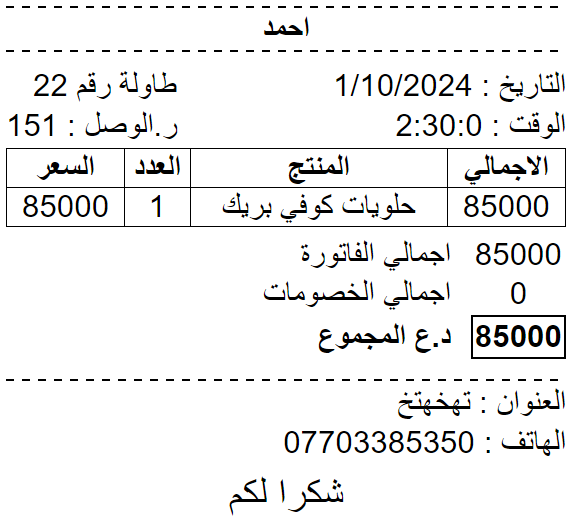 احمد
التاريخ : 1/10/2024 طاولة رقم 22
الوقت : 2:30:0 ر.الوصل : 151
الاجمالي المنتج العدد السعر
85000 حلويات كوفي بريك 1 85000
85000 اجمالي الفاتورة
0 اجمالي الخصومات
85000 د.ع المجموع
العنوان : تهخهتخ
الهاتف : 07703385350
شكرا لكم